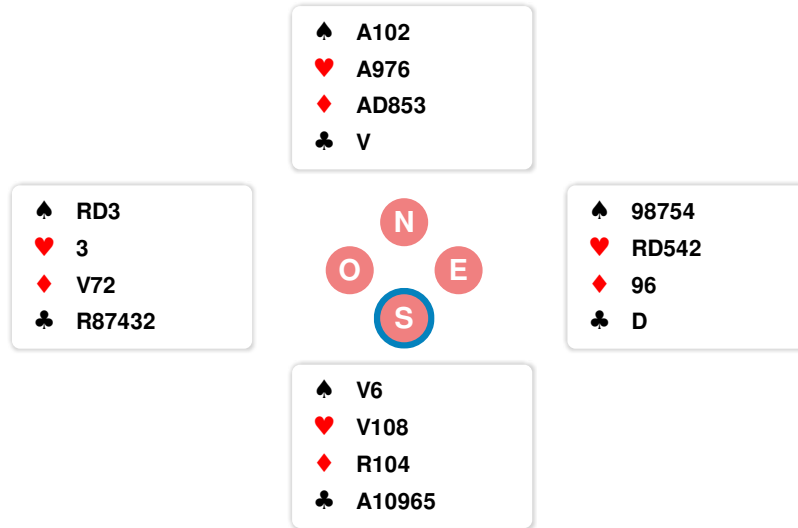 ♠ A102
♥ A976
♦ AD853
♣ V
♠ RD3
♥ 3
♦ V72
♣ R87432
N
O E
S
♠ 98754
♥ RD542
♦ 96
♣ D
♠ V6
♥ V108
♦ R104
♣ A10965